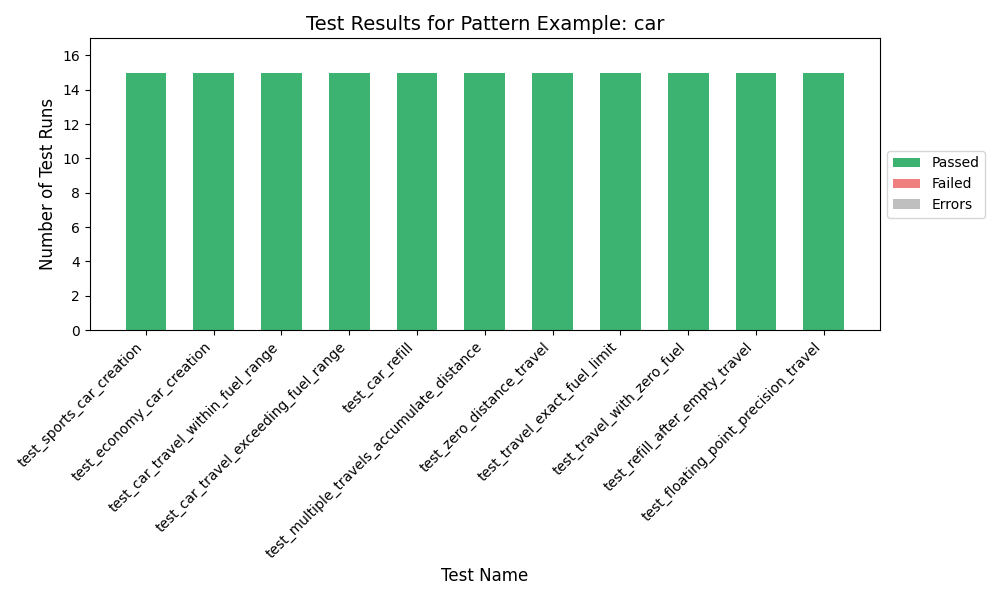 Test Results for Pattern Example: car
Number of Test Runs
16
14
12
10
8
6
4
2
0
test_sports_car_creation
test_economy_car_creation
test_car_travel_within_fuel_range
test_car_travel_exceeding_fuel_range
test_car_refill
test_multiple_travels_accumulate_distance
test_zero_distance_travel
test_travel_exact_fuel_limit
test_travel_with_zero_fuel
test_refill_after_empty_travel
test_floating_point_precision_travel
Test Name
Passed
Failed
Errors